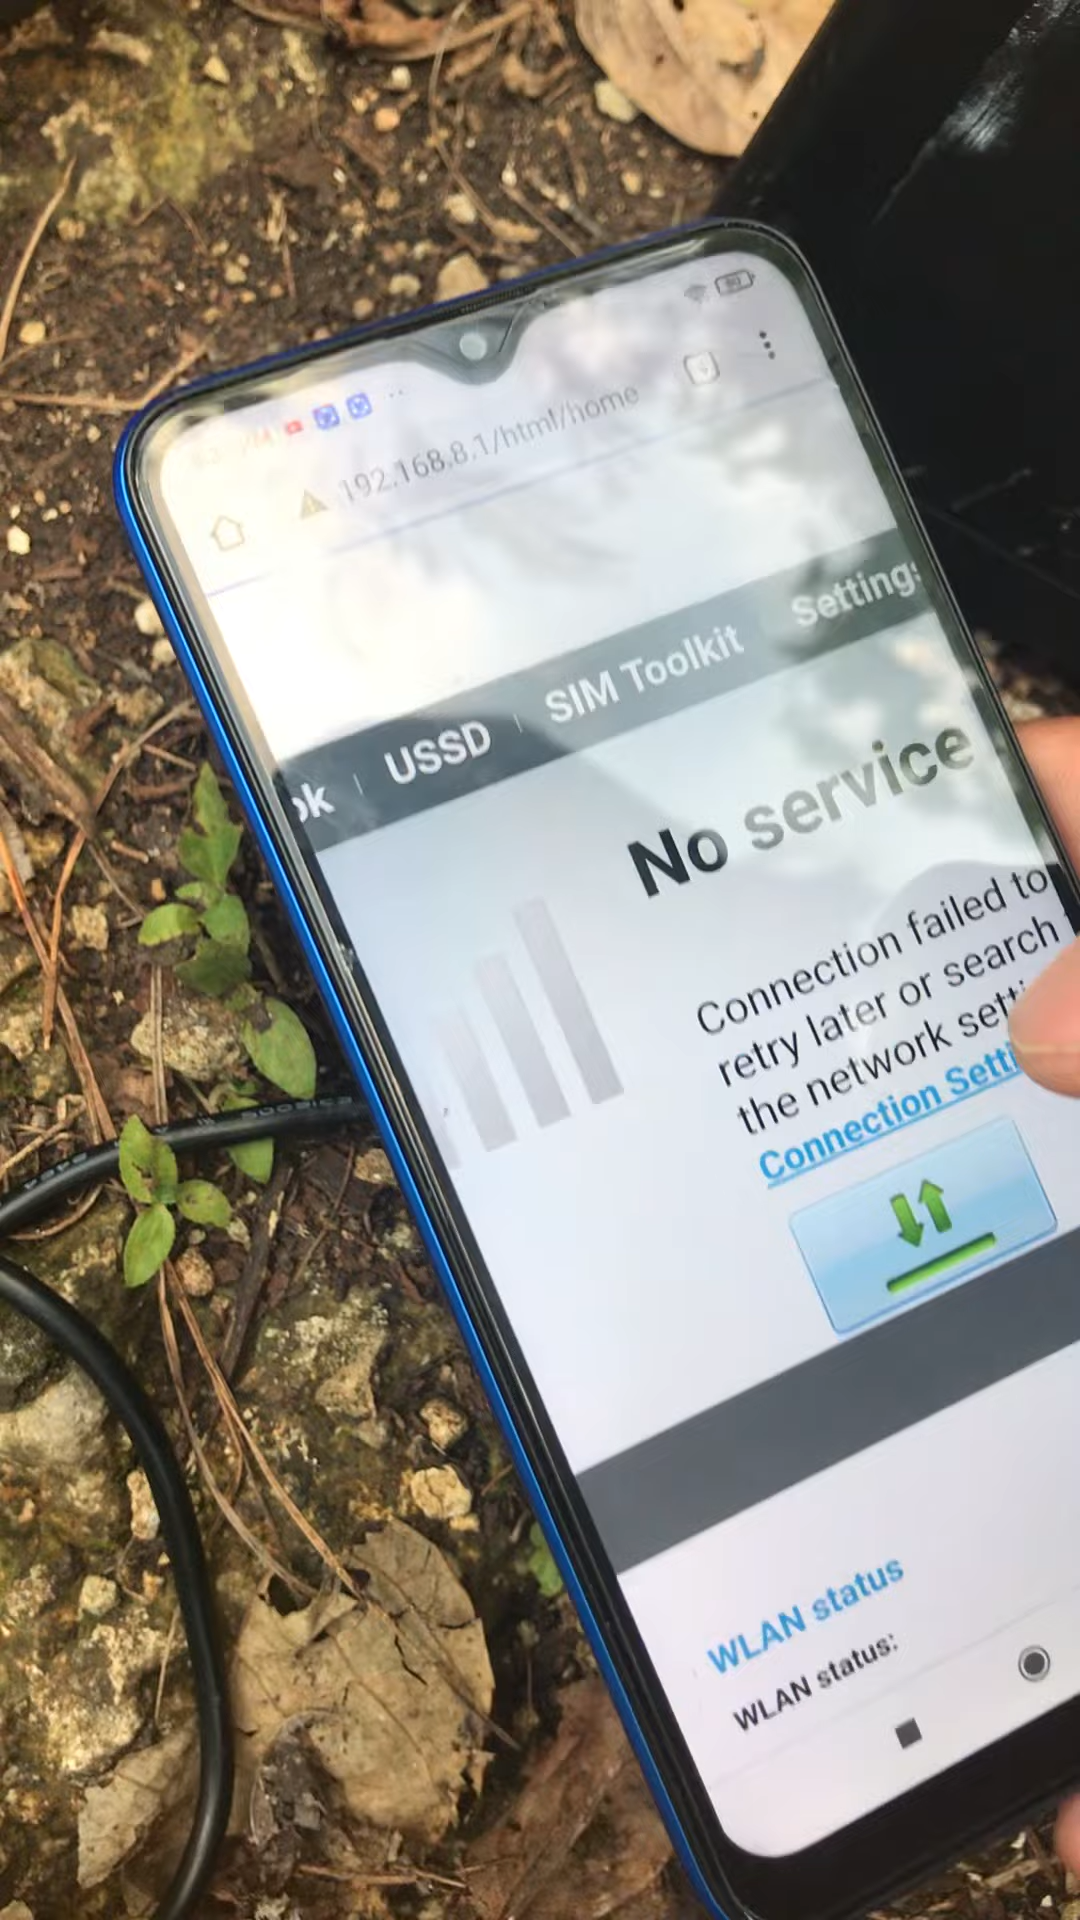 192.168.8.1/html/home
ok | USSD | SIM Toolkit Settings
No service
Connection failed to
retry later or search
the network setti
Connection Setti
WLAN status
WLAN status: